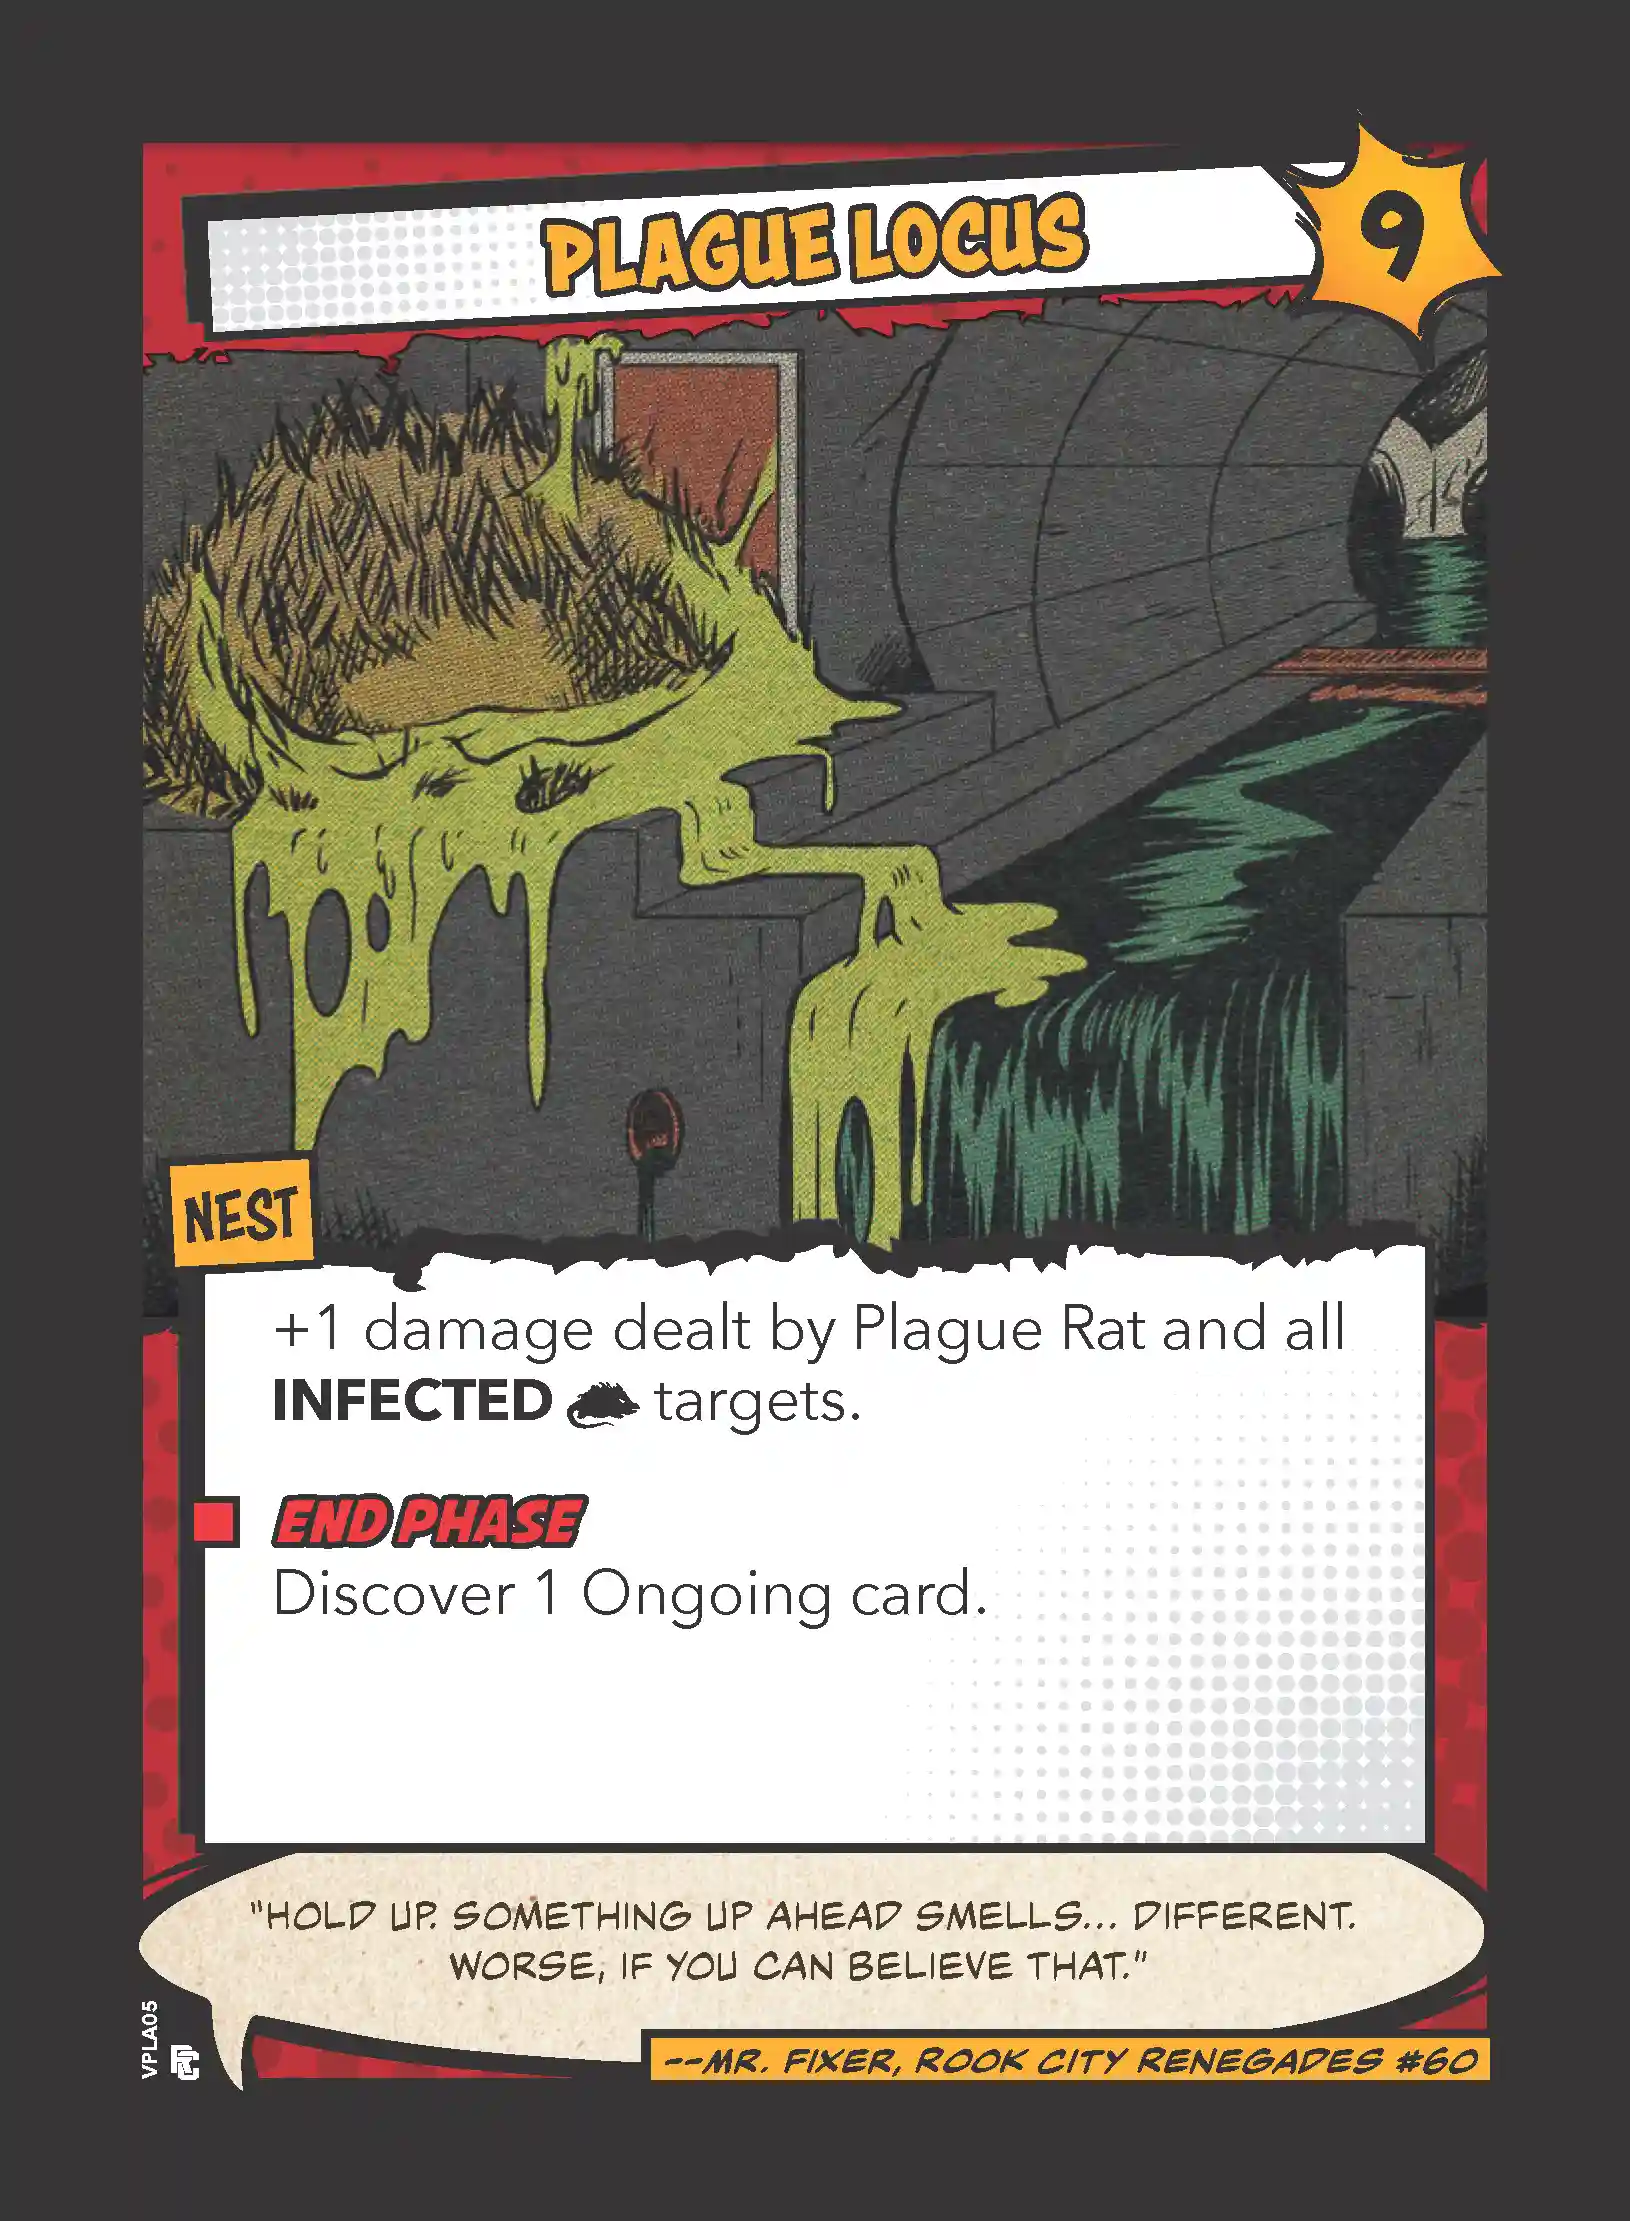 PLAGUE LOCUS
9
NEST
+1 damage dealt by Plague Rat and all
INFECTED targets.
END PHASE
Discover 1 Ongoing card.
"HOLD UP. SOMETHING UP AHEAD SMELLS... DIFFERENT.
WORSE, IF YOU CAN BELIEVE THAT."
--MR. FIXER, ROOK CITY RENEGADES #60
VPLA05